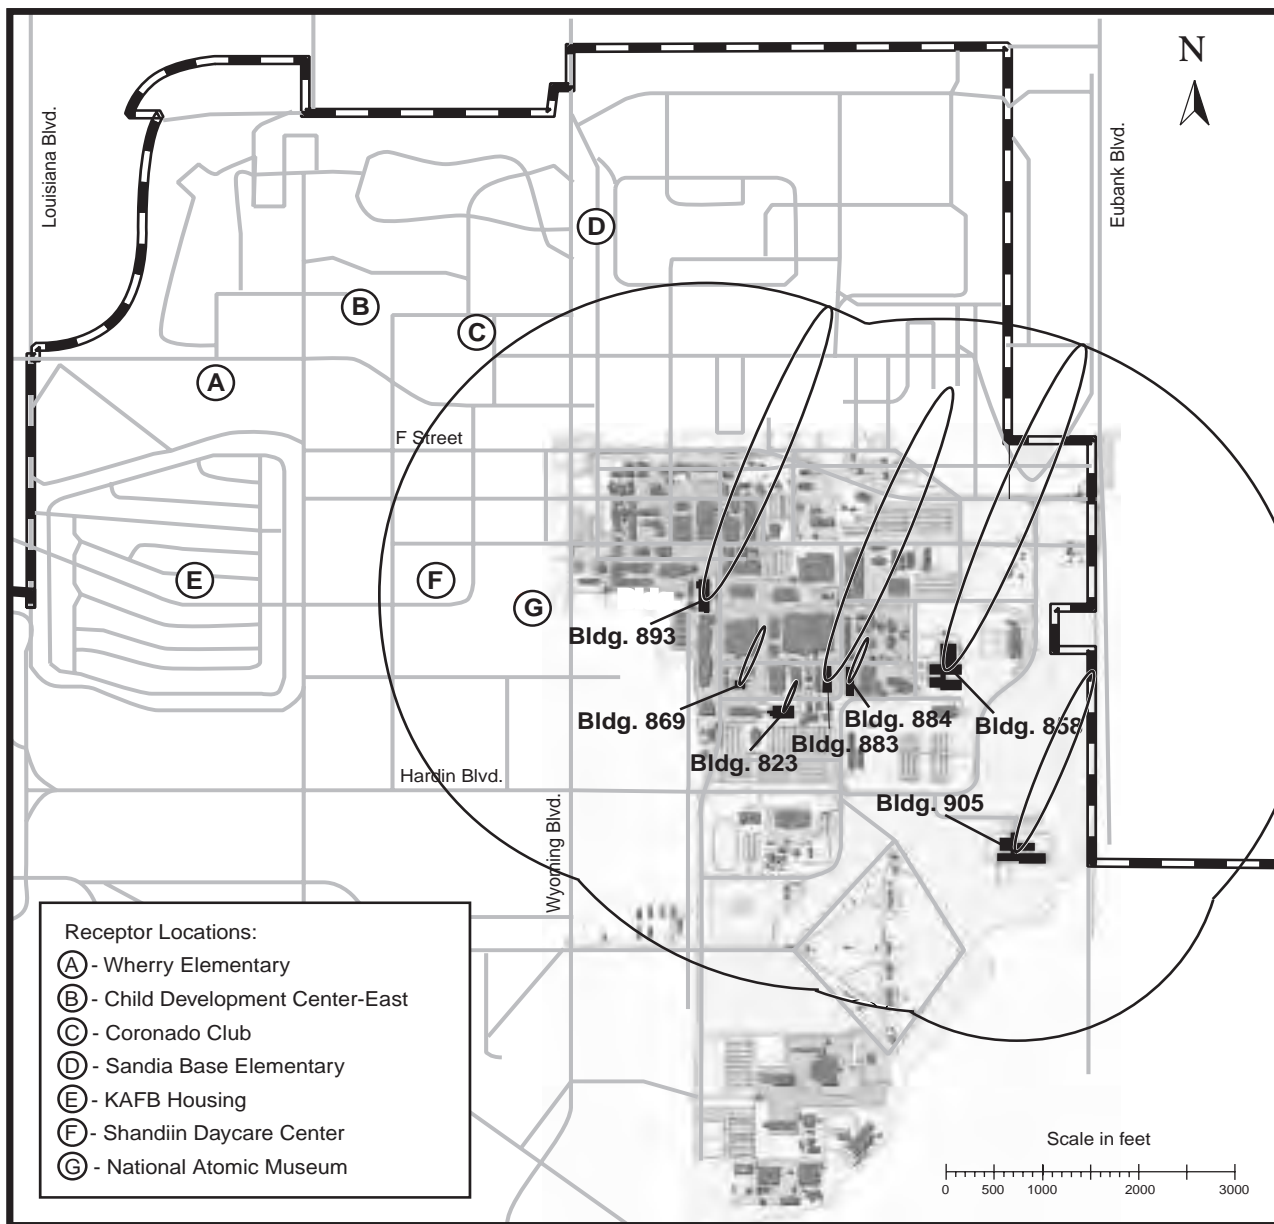 N
Louisiana Blvd.
Eubank Blvd.
D
B
C
A
F Street
E
F
G
Bldg. 893
Bldg. 869
Bldg. 884
Bldg. 858
Bldg. 883
Bldg. 823
Hardin Blvd.
Bldg. 905
Wyoming Blvd.
Receptor Locations:
A - Wherry Elementary
B - Child Development Center-East
C - Coronado Club
D - Sandia Base Elementary
E - KAFB Housing
F - Shandiin Daycare Center
G - National Atomic Museum
Scale in feet
0 500 1000 2000 3000